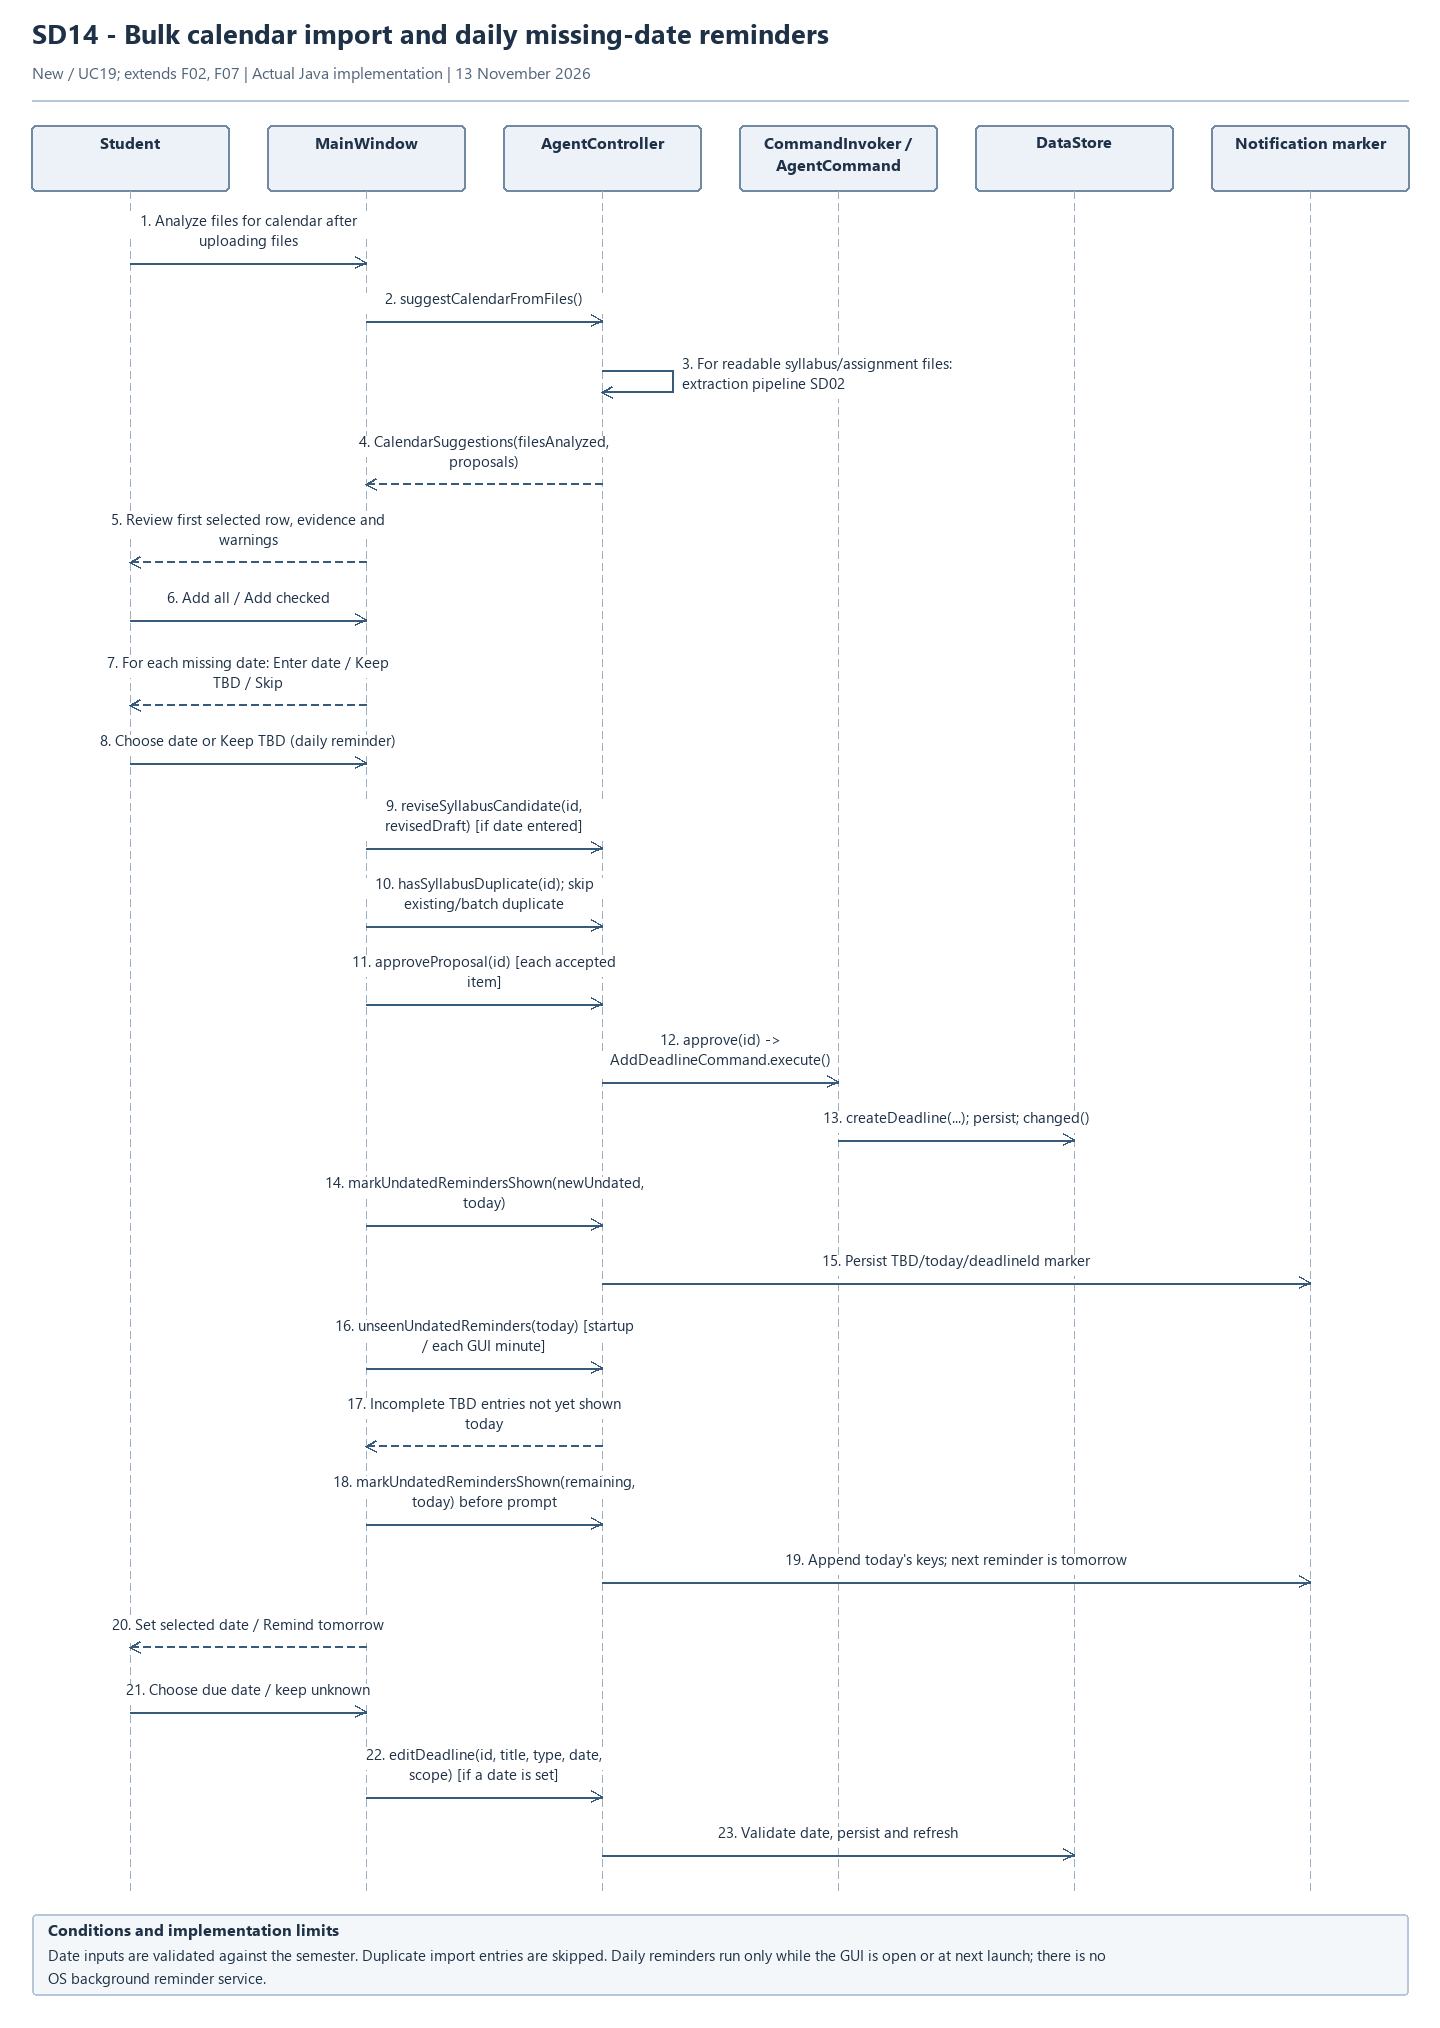 SD14 - Bulk calendar import and daily missing-date reminders
New / UC19; extends F02, F07 | Actual Java implementation | 13 November 2026
Student
MainWindow
AgentController
CommandInvoker /
AgentCommand
DataStore
Notification marker
1. Analyze files for calendar after
uploading files
2. suggestCalendarFromFiles()
3. For readable syllabus/assignment files:
extraction pipeline SD02
4. CalendarSuggestions(filesAnalyzed,
proposals)
5. Review first selected row, evidence and
warnings
6. Add all / Add checked
7. For each missing date: Enter date / Keep
TBD / Skip
8. Choose date or Keep TBD (daily reminder)
9. reviseSyllabusCandidate(id,
revisedDraft) [if date entered]
10. hasSyllabusDuplicate(id); skip
existing/batch duplicate
11. approveProposal(id) [each accepted
item]
12. approve(id) ->
AddDeadlineCommand.execute()
13. createDeadline(...); persist; changed()
14. markUndatedRemindersShown(newUndated,
today)
15. Persist TBD/today/deadlineId marker
16. unseenUndatedReminders(today) [startup
/ each GUI minute]
17. Incomplete TBD entries not yet shown
today
18. markUndatedRemindersShown(remaining,
today) before prompt
19. Append today's keys; next reminder is tomorrow
20. Set selected date / Remind tomorrow
21. Choose due date / keep unknown
22. editDeadline(id, title, type, date,
scope) [if a date is set]
23. Validate date, persist and refresh
Conditions and implementation limits
Date inputs are validated against the semester. Duplicate import entries are skipped. Daily reminders run only while the GUI is open or at next launch; there is no
OS background reminder service.